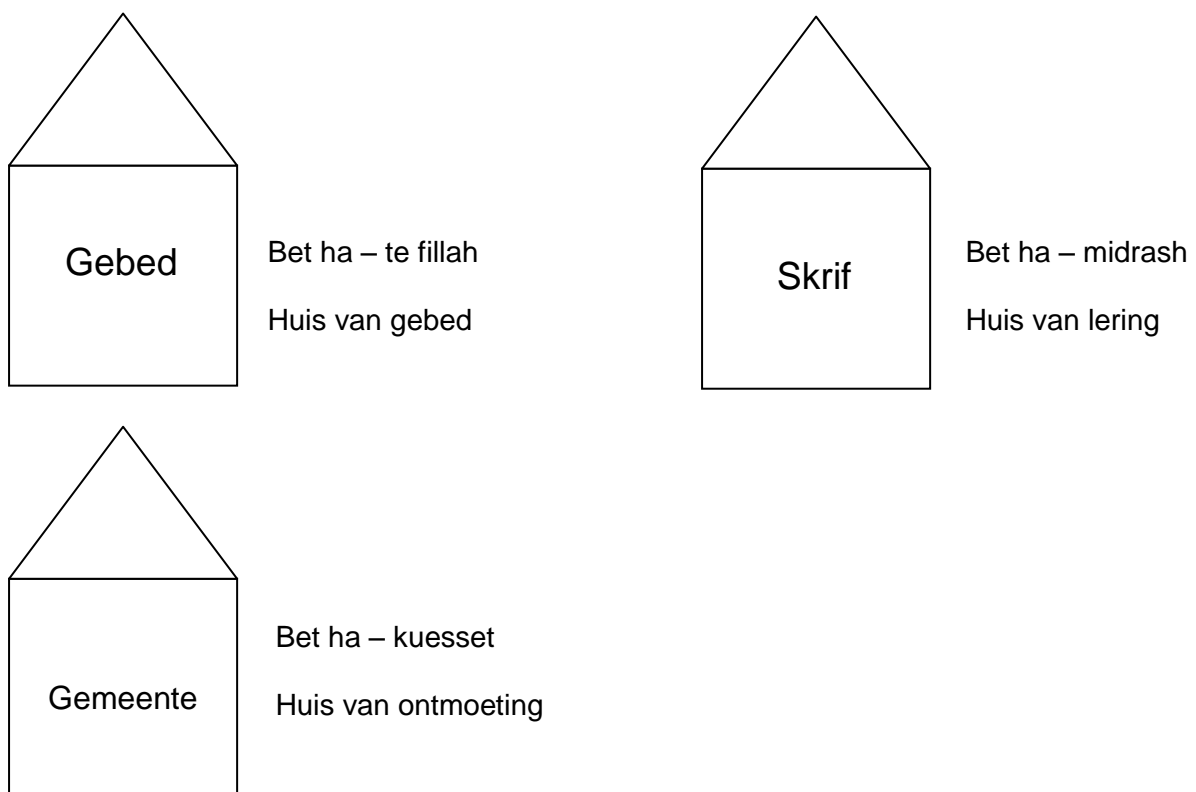 Gebed
Bet ha – te fillah
Huis van gebed
Skrif
Bet ha – midrash
Huis van lering
Gemeente
Bet ha – kuesset
Huis van ontmoeting